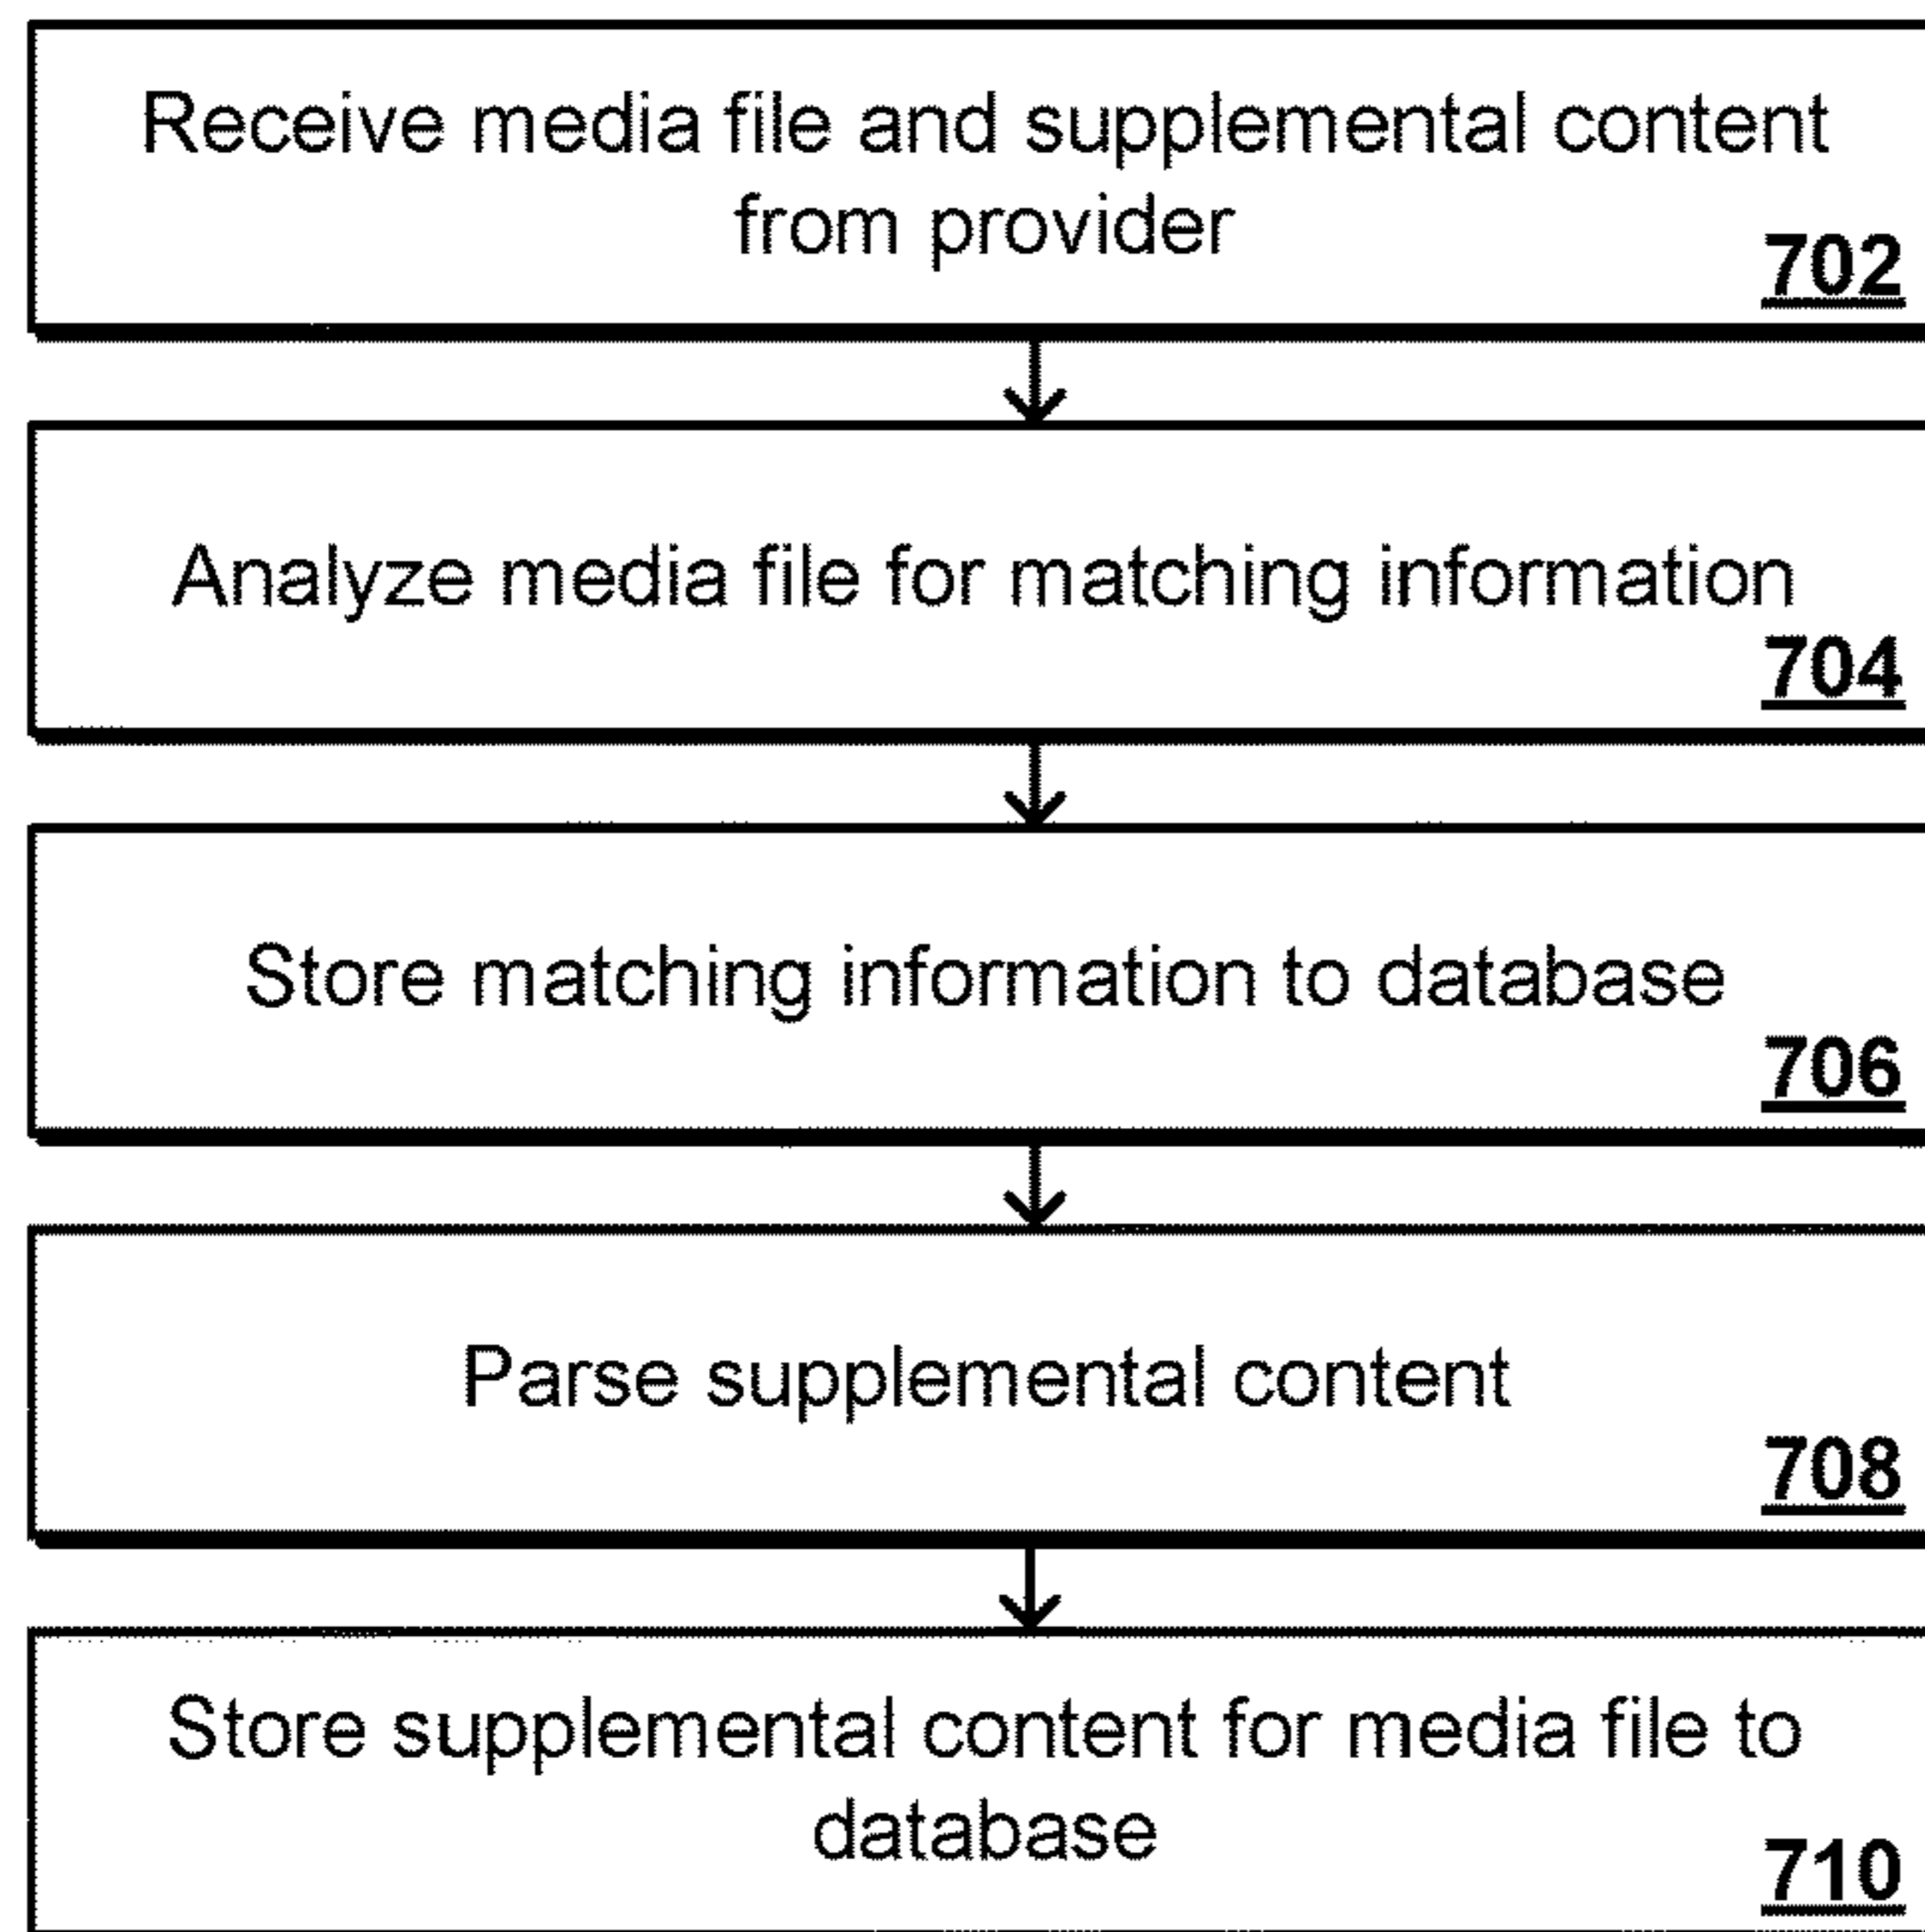 Receive media file and supplemental content
from provider
702
Analyze media file for matching information
704
Store matching information to database
706
Parse supplemental content
708
Store supplemental content for media file to
database
710